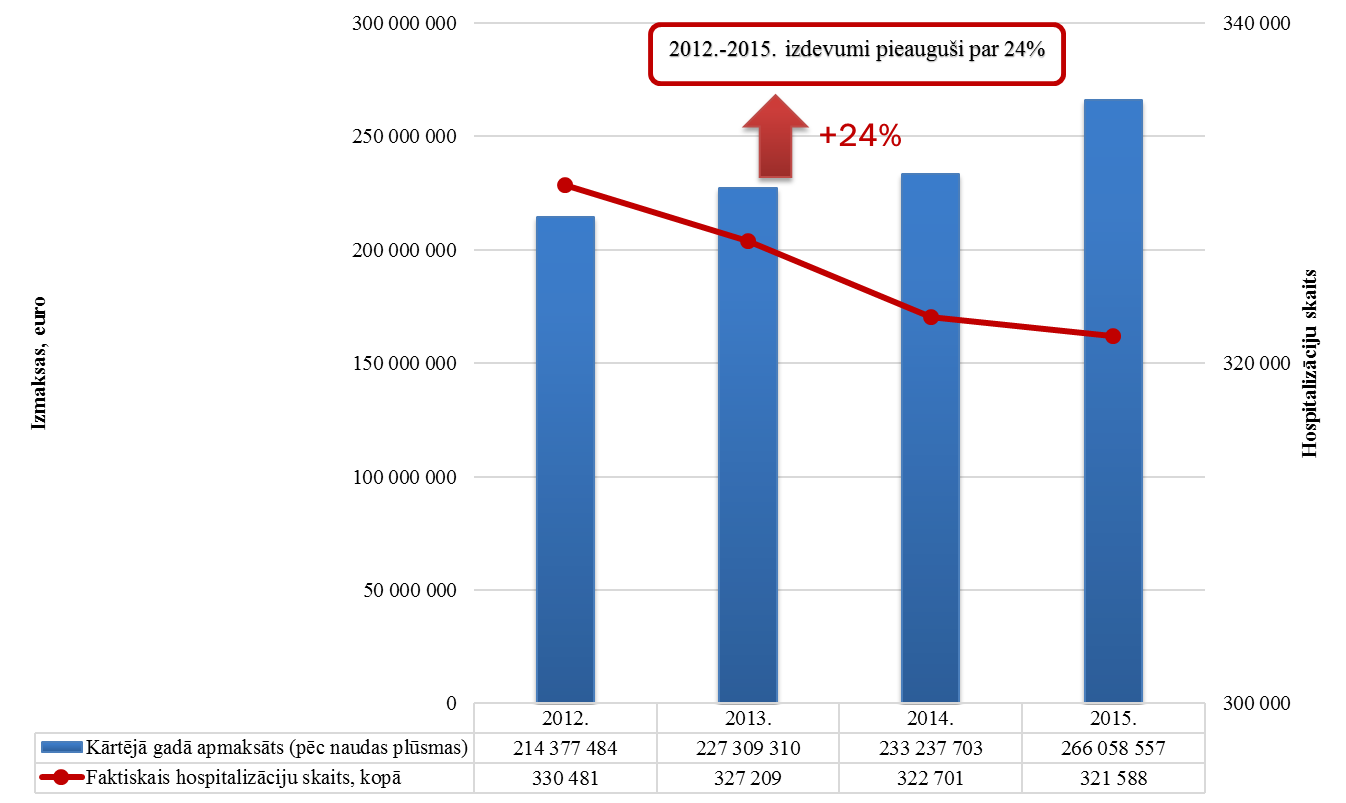 2012.-2015. izdevumi pieauguši par 24%
+24%
Izmaksas, euro
300 000 000
250 000 000
200 000 000
150 000 000
100 000 000
50 000 000
0
340 000
320 000
300 000
Hospitalizāciju skaits
2012. 2013. 2014. 2015.
Kārtējā gadā apmaksāts (pēc naudas plūsmas) 214 377 484 227 309 310 233 237 703 266 058 557
Faktiskais hospitalizāciju skaits, kopā 330 481 327 209 322 701 321 588